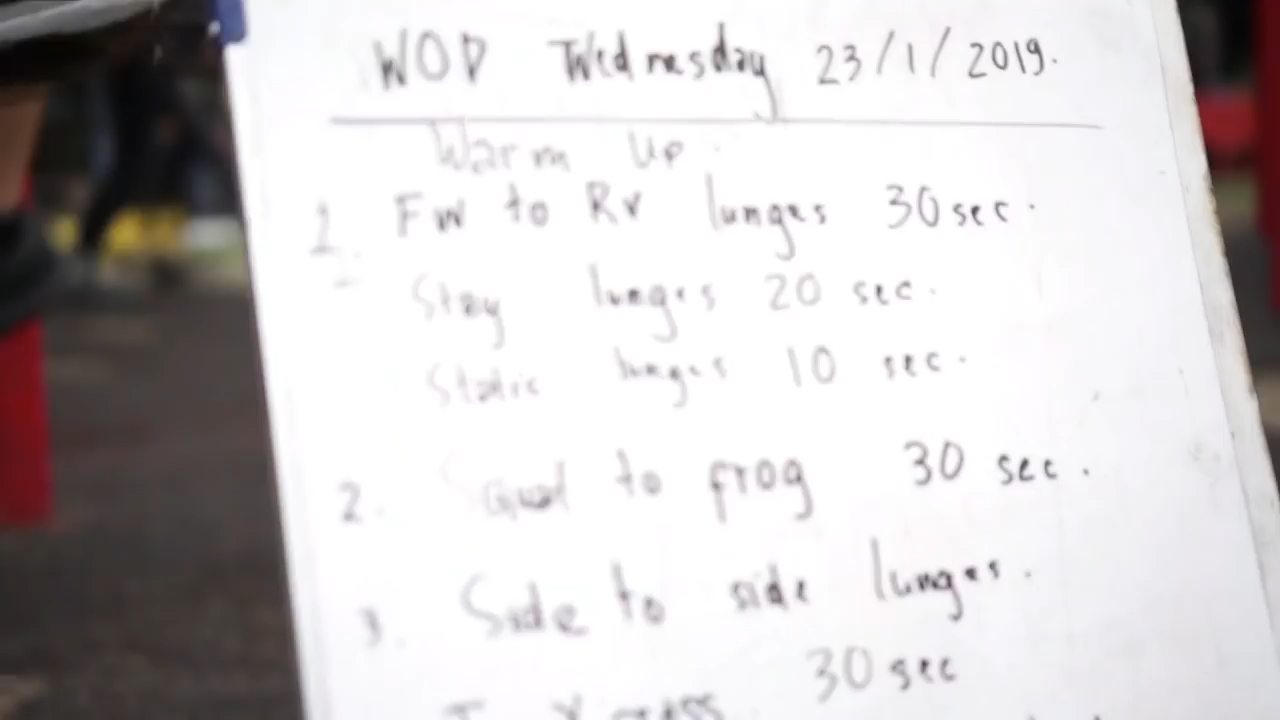 WOD Wednesday 23/1/2019.
Warm Up
1. FW to RV lunges 30 sec.
Stay lunges 20 sec.
Static lunges 10 sec.
2. to frog 30 sec.
3. Side to side lunges.
30 sec